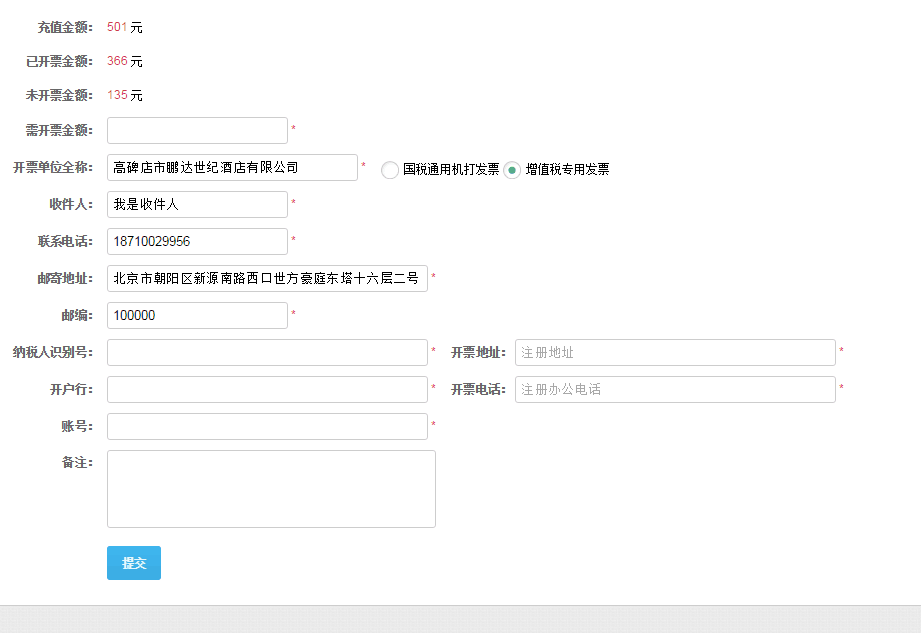 充值金额： 501 元
已开票金额： 366 元
未开票金额： 135 元
需开票金额： *
开票单位全称： 高碑店市鹏达世纪酒店有限公司 * 国税通用机打发票 增值税专用发票
收件人： 我是收件人 *
联系电话： 18710029956 *
邮寄地址： 北京市朝阳区新源南路西口世方豪庭东塔十六层二号 *
邮编： 100000 *
纳税人识别号： * 开票地址： 注册地址 *
开户行： * 开票电话： 注册办公电话 *
账号： *
备注：
提交